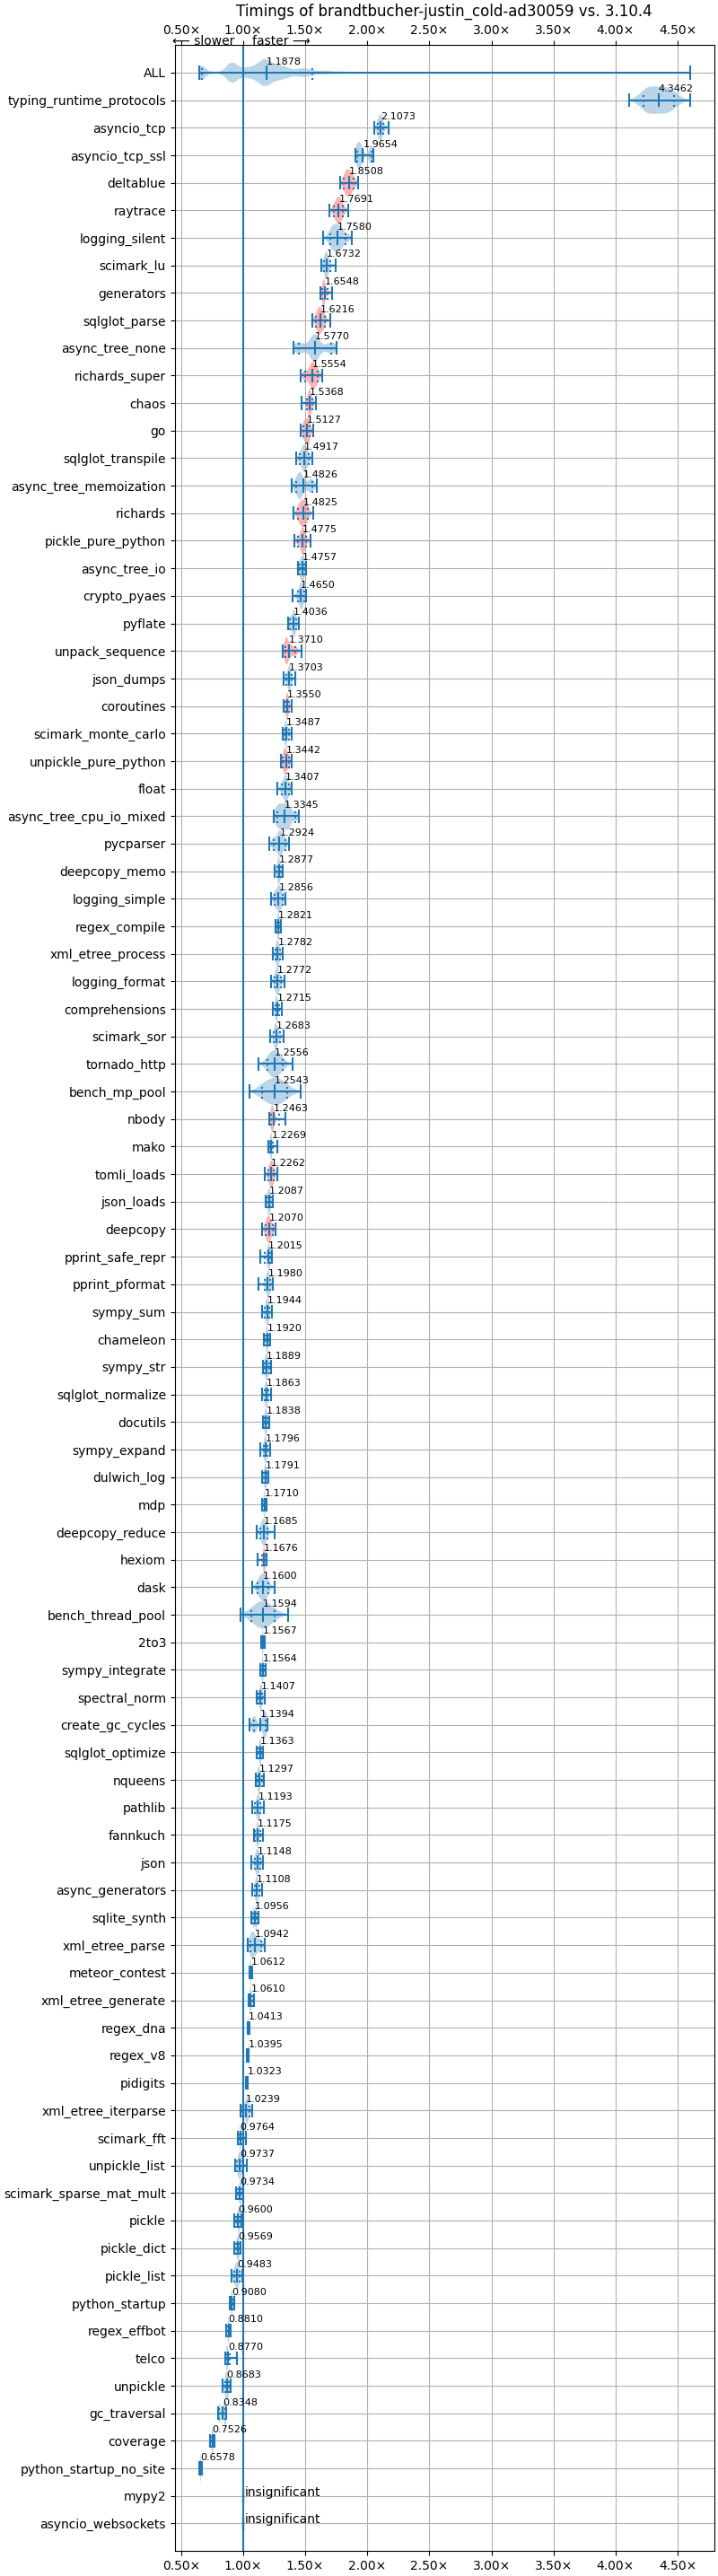 Timings of brandtbucher-justin_cold-ad30059 vs. 3.10.4
0.50× 1.00× 1.50× 2.00× 2.50× 3.00× 3.50× 4.00× 4.50×
←— slower faster —→
ALL 1.1878
typing_runtime_protocols 4.3462
asyncio_tcp 2.1073
asyncio_tcp_ssl 1.9654
deltablue 1.8508
raytrace 1.7691
logging_silent 1.7580
scimark_lu 1.6732
generators 1.6548
sqlglot_parse 1.6216
async_tree_none 1.5770
richards_super 1.5554
chaos 1.5368
go 1.5127
sqlglot_transpile 1.4917
async_tree_memoization 1.4826
richards 1.4825
pickle_pure_python 1.4775
async_tree_io 1.4757
crypto_pyaes 1.4650
pyflate 1.4036
unpack_sequence 1.3710
json_dumps 1.3703
coroutines 1.3550
scimark_monte_carlo 1.3487
unpickle_pure_python 1.3442
float 1.3407
async_tree_cpu_io_mixed 1.3345
pycparser 1.2924
deepcopy_memo 1.2877
logging_simple 1.2856
regex_compile 1.2821
xml_etree_process 1.2782
logging_format 1.2772
comprehensions 1.2715
scimark_sor 1.2683
tornado_http 1.2556
bench_mp_pool 1.2543
nbody 1.2463
mako 1.2269
tomli_loads 1.2262
json_loads 1.2087
deepcopy 1.2070
pprint_safe_repr 1.2015
pprint_pformat 1.1980
sympy_sum 1.1944
chameleon 1.1920
sympy_str 1.1889
sqlglot_normalize 1.1863
docutils 1.1838
sympy_expand 1.1796
dulwich_log 1.1791
mdp 1.1710
deepcopy_reduce 1.1685
hexiom 1.1676
dask 1.1600
bench_thread_pool 1.1594
2to3 1.1567
sympy_integrate 1.1564
spectral_norm 1.1407
create_gc_cycles 1.1394
sqlglot_optimize 1.1363
nqueens 1.1297
pathlib 1.1193
fannkuch 1.1175
json 1.1148
async_generators 1.1108
sqlite_synth 1.0956
xml_etree_parse 1.0942
meteor_contest 1.0612
xml_etree_generate 1.0610
regex_dna 1.0413
regex_v8 1.0395
pidigits 1.0323
xml_etree_iterparse 1.0239
scimark_fft 0.9764
unpickle_list 0.9737
scimark_sparse_mat_mult 0.9734
pickle 0.9600
pickle_dict 0.9569
pickle_list 0.9483
python_startup 0.9080
regex_effbot 0.8810
telco 0.8770
unpickle 0.8683
gc_traversal 0.8348
coverage 0.7526
python_startup_no_site 0.6578
mypy2 insignificant
asyncio_websockets insignificant
0.50× 1.00× 1.50× 2.00× 2.50× 3.00× 3.50× 4.00× 4.50×